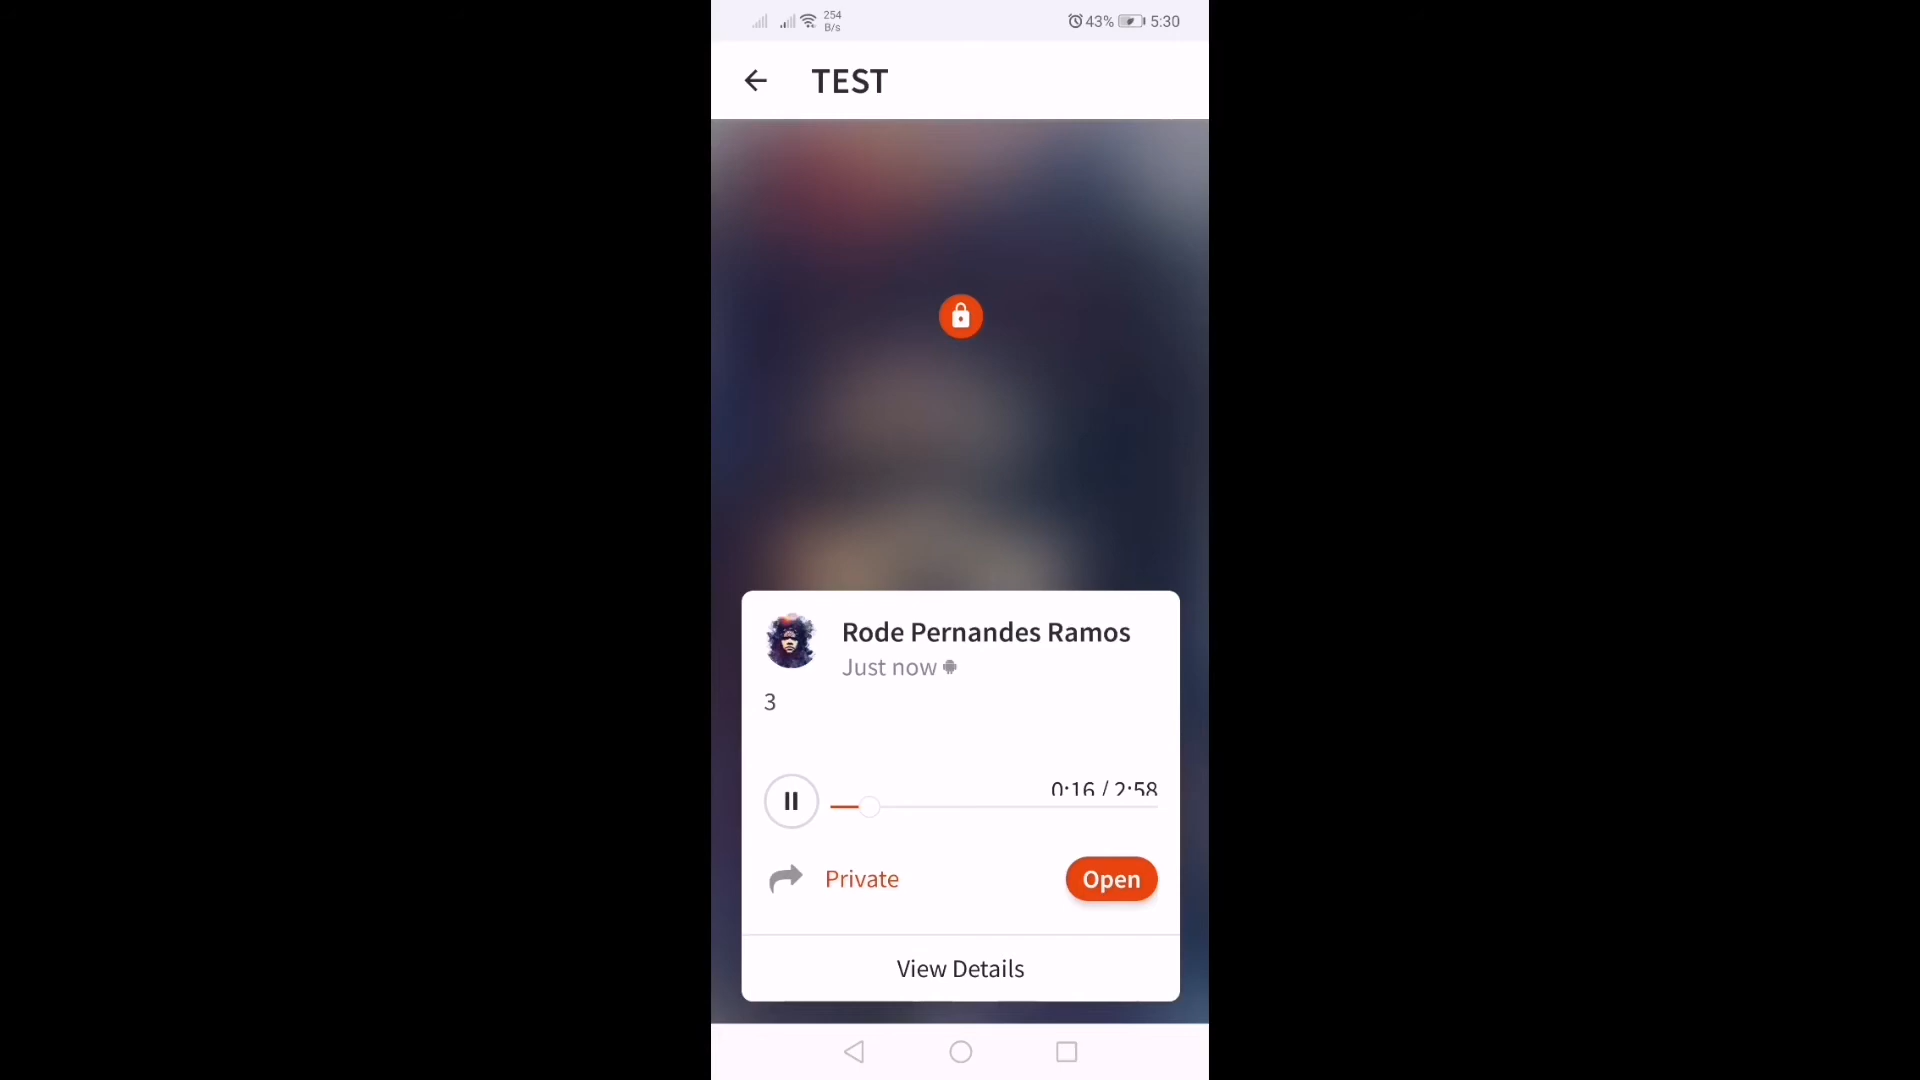 254
B/s
43%
5:30
TEST
Rode Pernandes Ramos
Just now
3
0:16 / 2:58
Private
Open
View Details